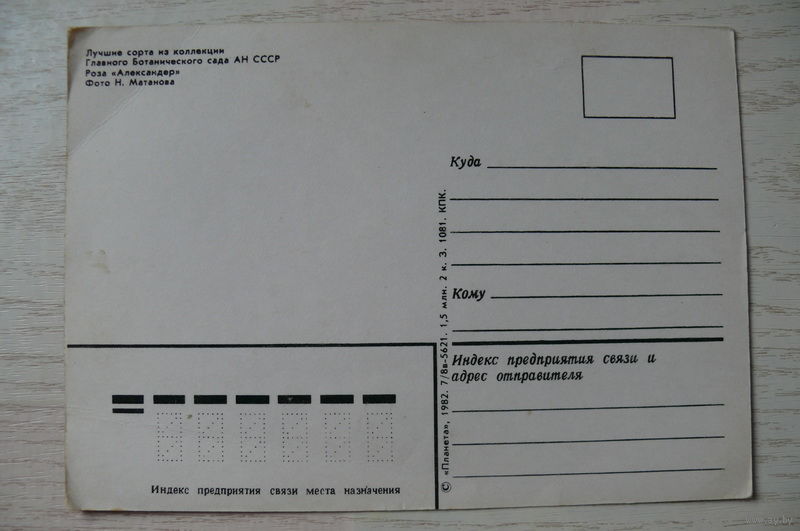 Лучшие сорта из коллекции
Главного Ботанического сада АН СССР
Роза «Александер»
Фото Н. Матанова
Куда
Кому
Индекс предприятия связи и
адрес отправителя
© «Планета», 1982. 7/8в-5621. 1,5 млн. 2 к. З. 1081. КПК.
Индекс предприятия связи места назначения